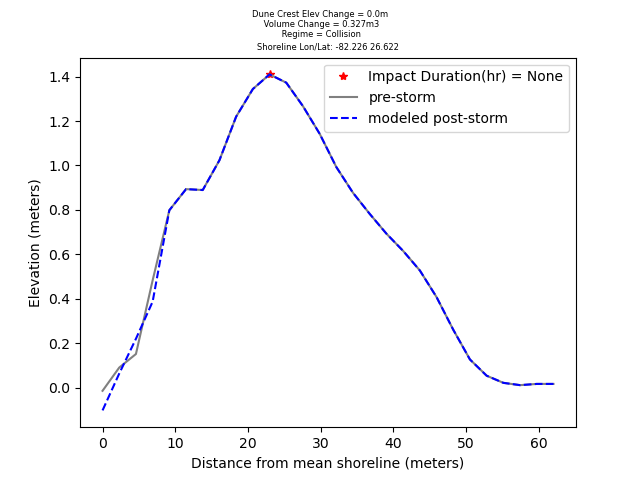 Dune Crest Elev Change = 0.0m
Volume Change = 0.327m3
Regime = Collision
Shoreline Lon/Lat: -82.226 26.622
Impact Duration(hr) = None
pre-storm
modeled post-storm
Elevation (meters)
1.4
1.2
1.0
0.8
0.6
0.4
0.2
0.0
0 10 20 30 40 50 60
Distance from mean shoreline (meters)